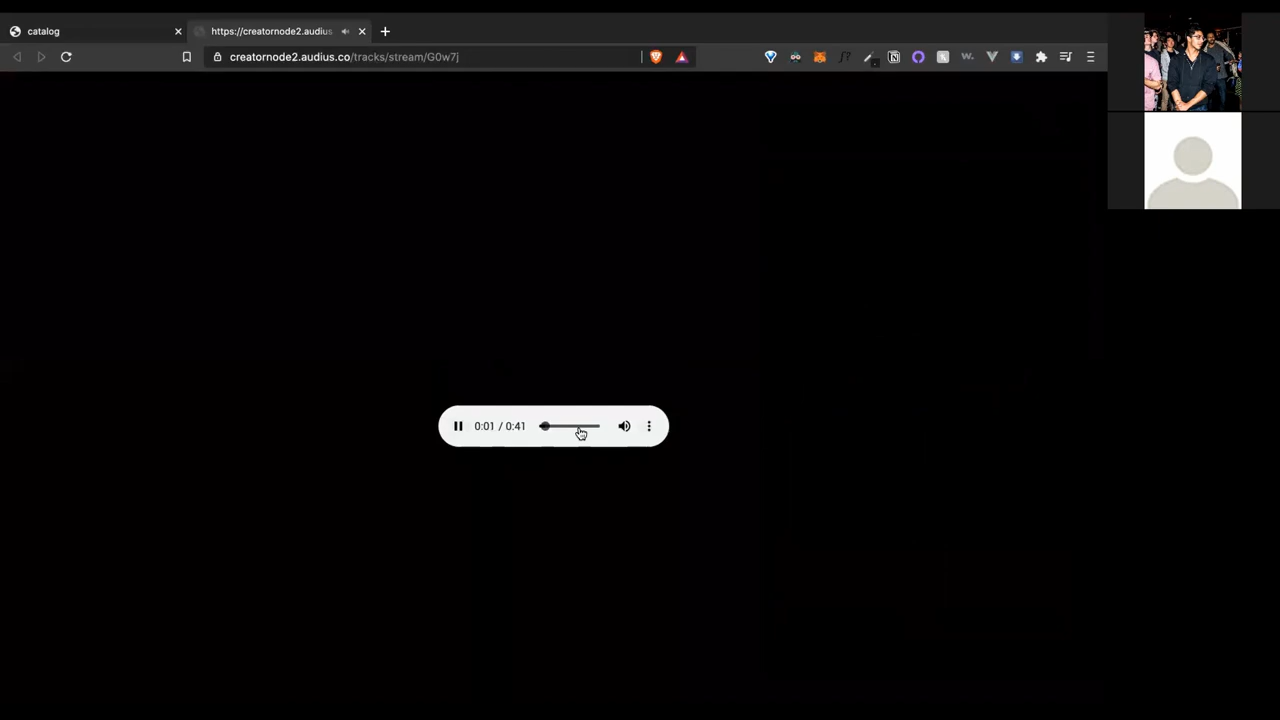 catalog
https://creatornode2.audius
creatornode2.audius.co/tracks/stream/G0w7j
f?
N
w.
0:01 / 0:41